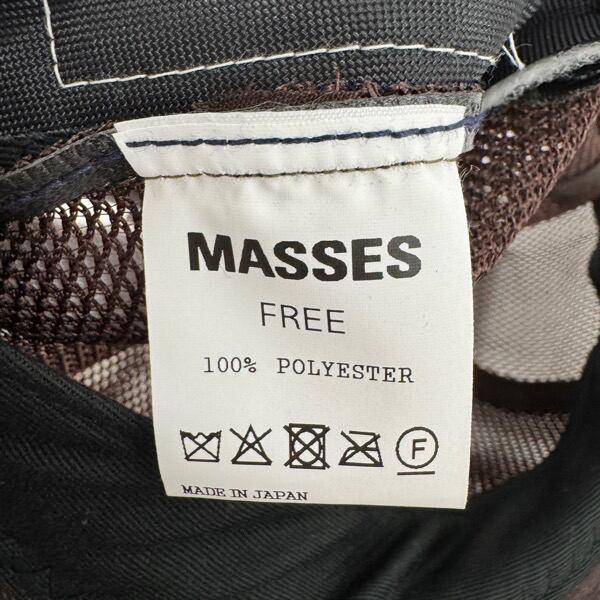 MASSES
FREE
100% POLYESTER
F
MADE IN JAPAN